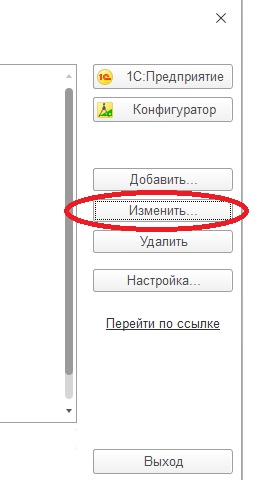 1С:Предприятие
Конфигуратор
Добавить...
Изменить...
Удалить
Настройка...
Перейти по ссылке
Выход